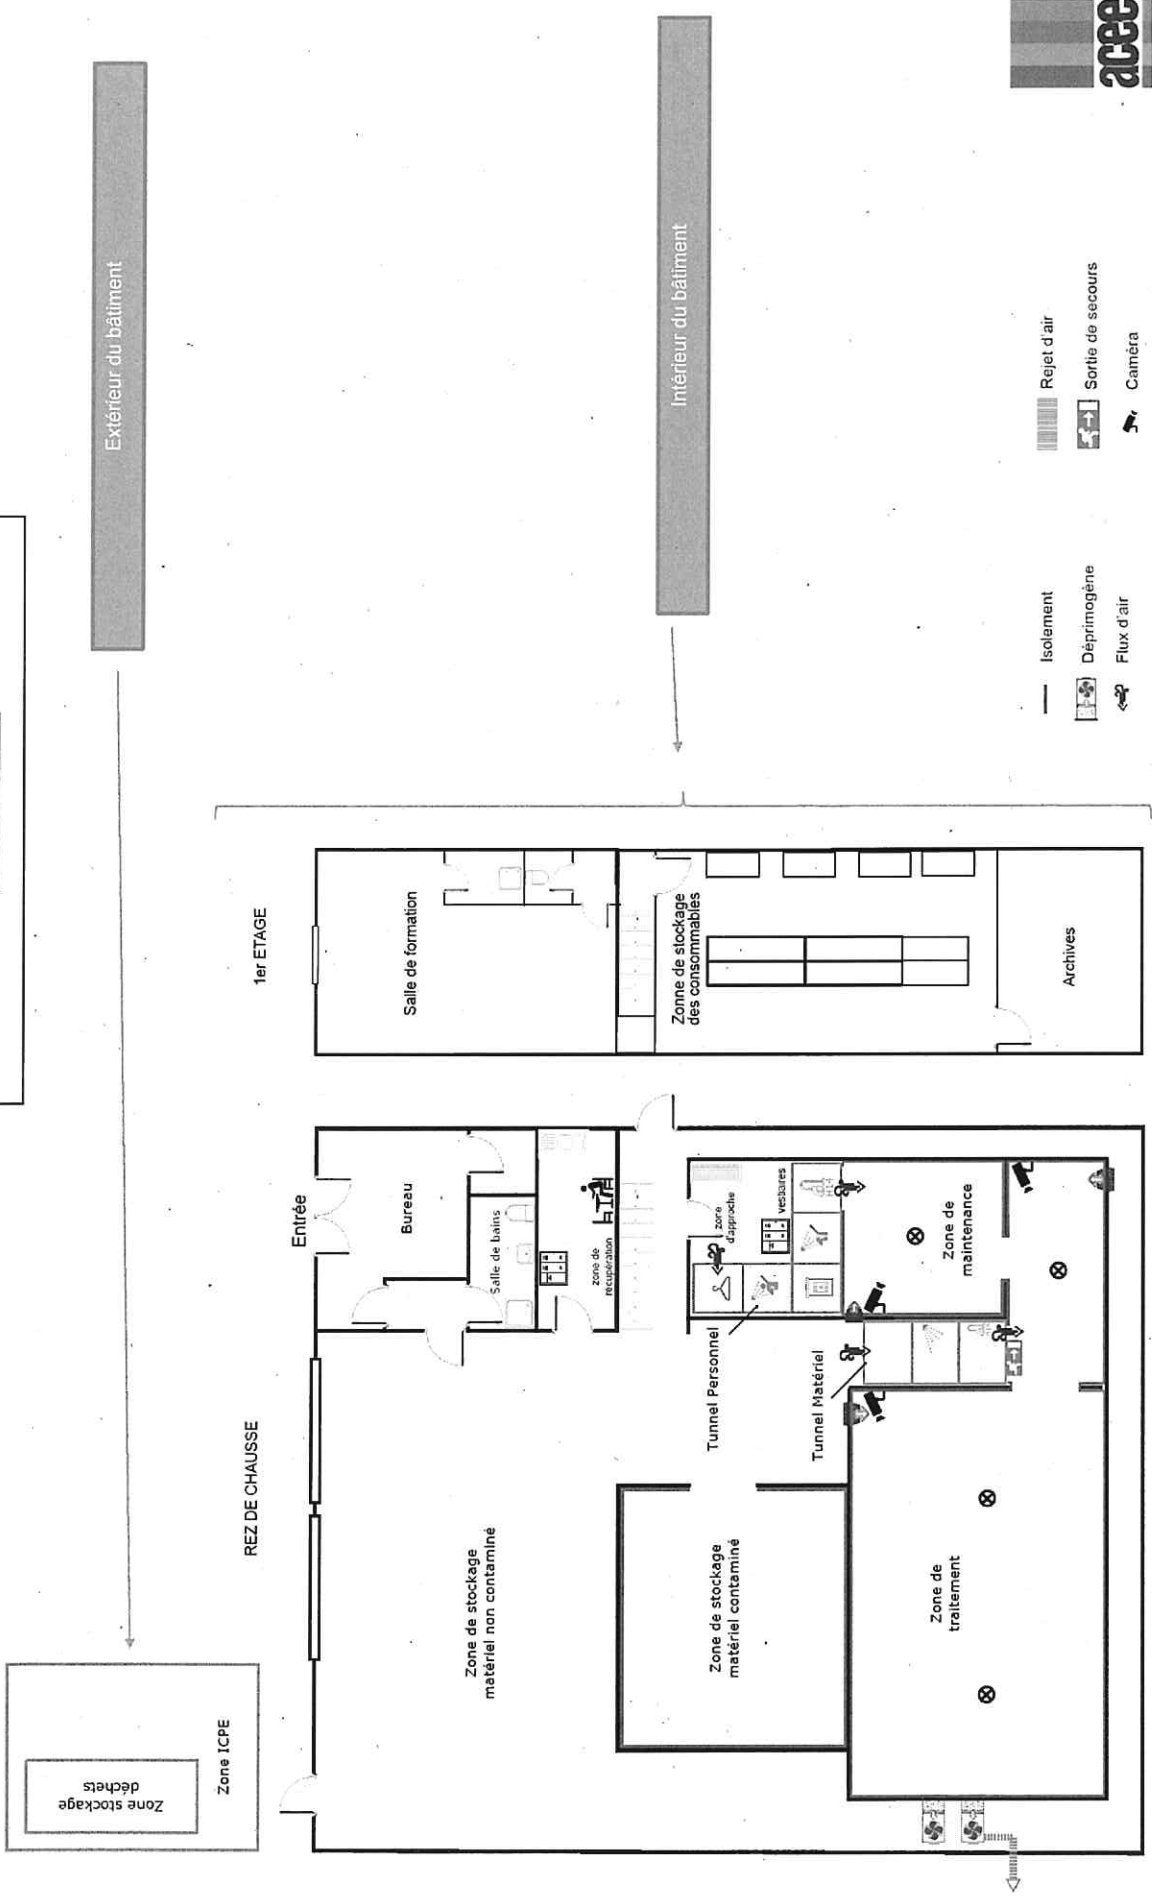 Extérieur du bâtiment
Intérieur du bâtiment
acee
Zone stockage
déchets
Zone ICPE
REZ DE CHAUSSE
1er ETAGE
Entrée
Bureau
Salle de bains
zone de
récupération
Zone de stockage
matériel non contaminé
Zone de stockage
matériel contaminé
Tunnel Personnel
Tunnel Matériel
zone
d'approche
vestiaires
Zone de
maintenance
Zone de
traitement
Salle de formation
Zonne de stockage
des consommables
Archives
Isolement
Déprimogène
Flux d'air
Rejet d'air
Sortie de secours
Caméra